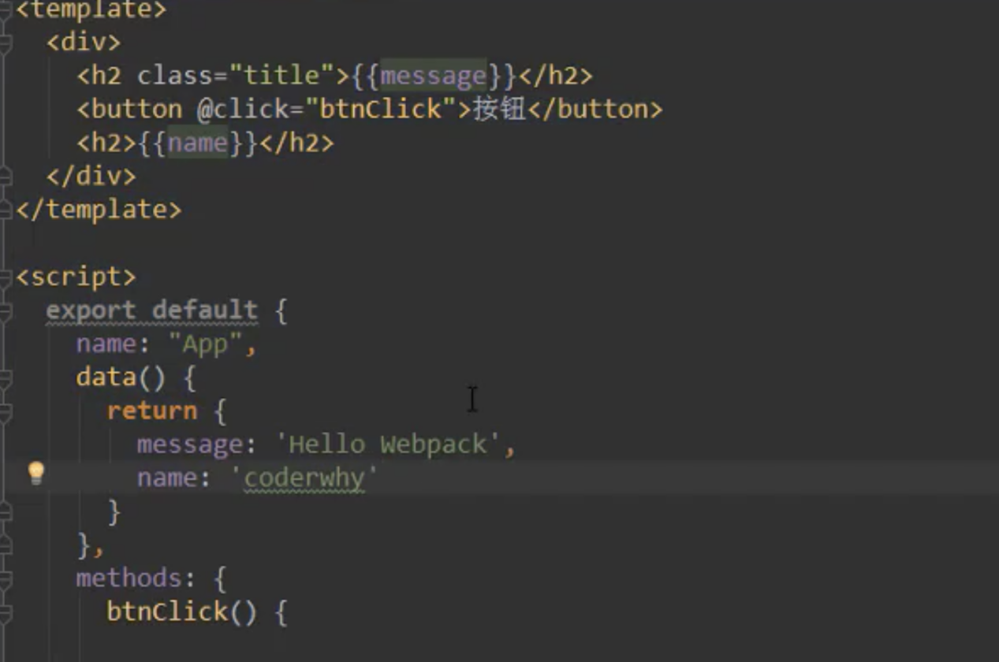 <template>
  <div>
    <h2 class="title">{{message}}</h2>
    <button @click="btnClick">按钮</button>
    <h2>{{name}}</h2>
  </div>
</template>

<script>
  export default {
    name: "App",
    data() {
      return {
        message: 'Hello Webpack',
        name: 'coderwhy'
      }
    },
    methods: {
      btnClick() {